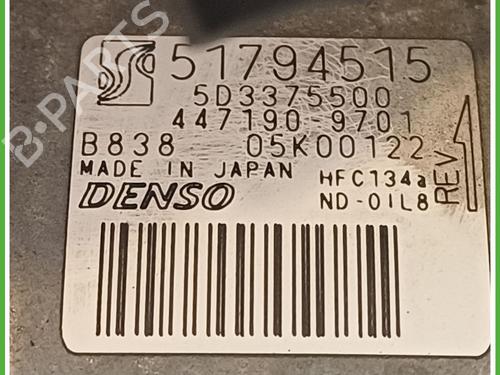 51794515
5D3375500
447190-9701
B838 05K00122
MADE IN JAPAN HFC134a
DENSO ND-OIL8
REV
B-PARTS